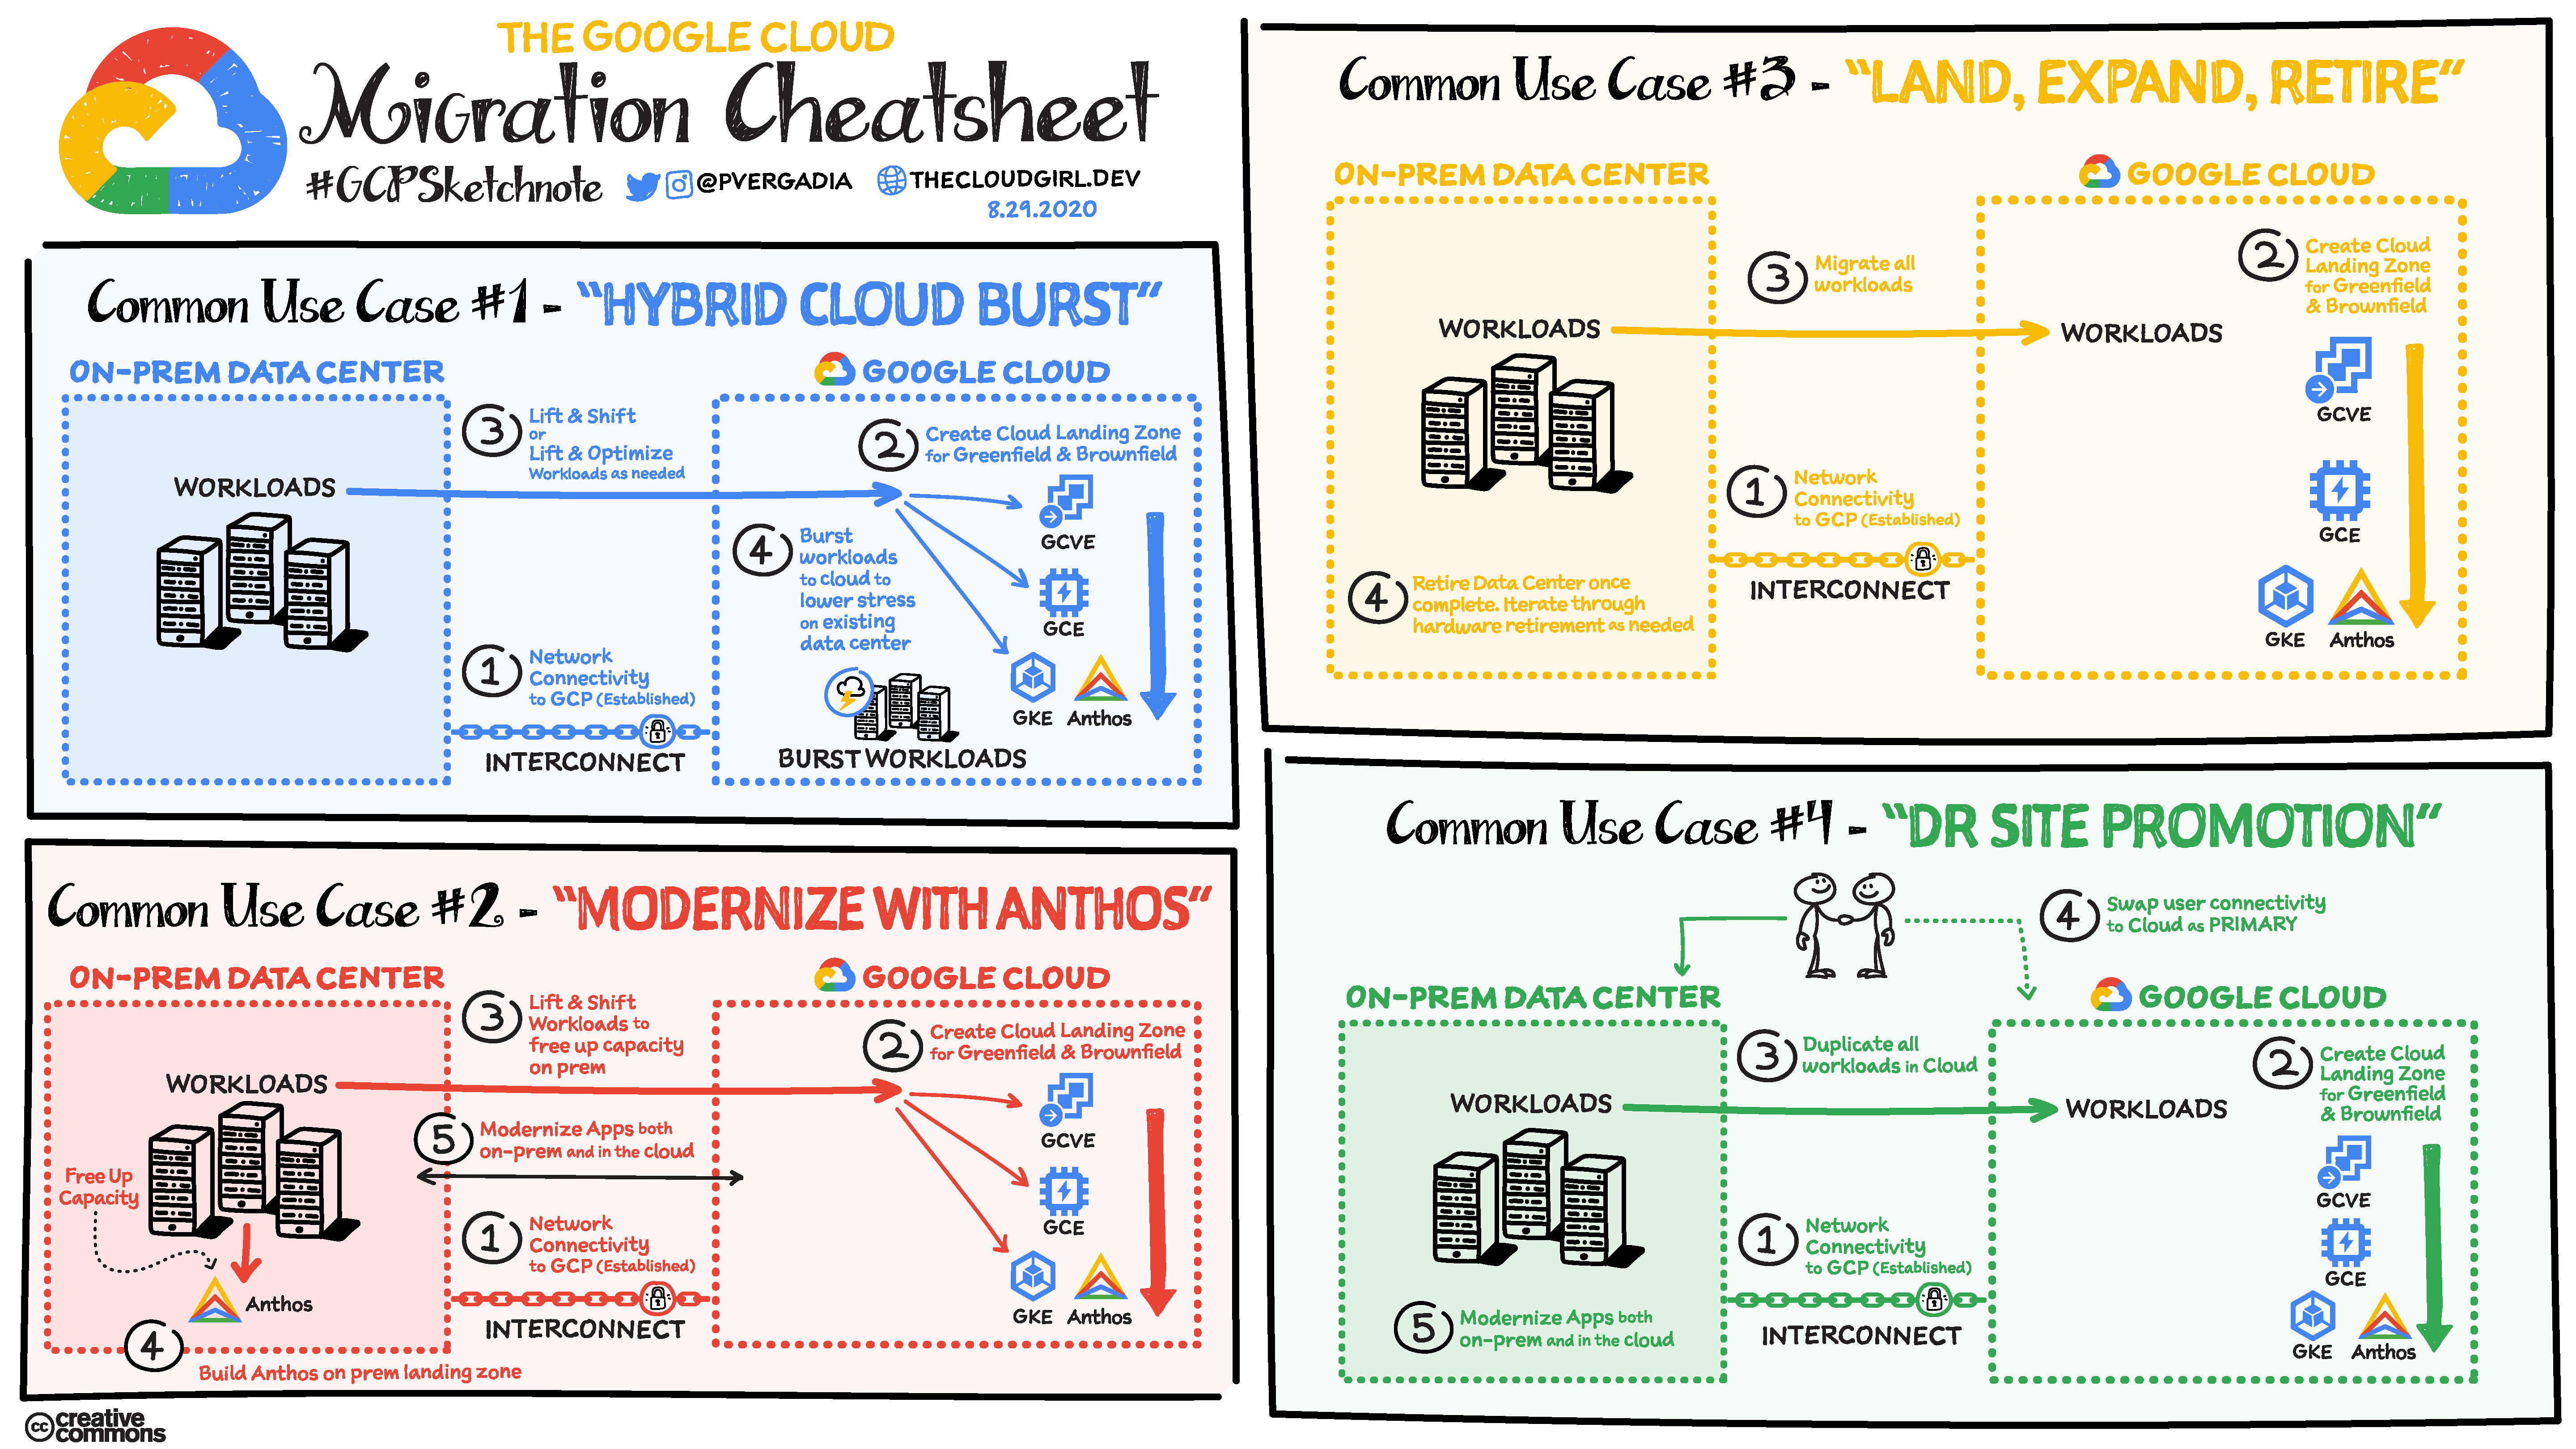 THE GOOGLE CLOUD
Migration Cheatsheet
#GCPSketchnote @PVERGADIA THECLOUDGIRL.DEV
8.29.2020
Common Use Case #1 - "HYBRID CLOUD BURST"
ON-PREM DATA CENTER
GOOGLE CLOUD
WORKLOADS
3 Lift & Shift
or
Lift & Optimize
Workloads as needed
2 Create Cloud Landing Zone
for Greenfield & Brownfield
4 Burst
workloads
to cloud to
lower stress
on existing
data center
GCVE
GCE
GKE Anthos
1 Network
Connectivity
to GCP (Established)
INTERCONNECT
BURST WORKLOADS
Common Use Case #2 - "MODERNIZE WITH ANTHOS"
ON-PREM DATA CENTER
GOOGLE CLOUD
WORKLOADS
3 Lift & Shift
Workloads to
free up capacity
on prem
2 Create Cloud Landing Zone
for Greenfield & Brownfield
5 Modernize Apps both
on-prem and in the cloud
Free Up
Capacity
GCVE
GCE
GKE Anthos
1 Network
Connectivity
to GCP (Established)
INTERCONNECT
Anthos
4 Build Anthos on prem landing zone
Common Use Case #3 - "LAND, EXPAND, RETIRE"
ON-PREM DATA CENTER
GOOGLE CLOUD
WORKLOADS
3 Migrate all
workloads
WORKLOADS
2 Create Cloud
Landing Zone
for Greenfield
& Brownfield
GCVE
GCE
GKE Anthos
1 Network
Connectivity
to GCP (Established)
INTERCONNECT
4 Retire Data Center once
complete. Iterate through
hardware retirement as needed
Common Use Case #4 - "DR SITE PROMOTION"
4 Swap user connectivity
to Cloud as PRIMARY
ON-PREM DATA CENTER
GOOGLE CLOUD
WORKLOADS
3 Duplicate all
workloads in Cloud
WORKLOADS
2 Create Cloud
Landing Zone
for Greenfield
& Brownfield
GCVE
GCE
GKE Anthos
1 Network
Connectivity
to GCP (Established)
INTERCONNECT
5 Modernize Apps both
on-prem and in the cloud
cc creative
commons